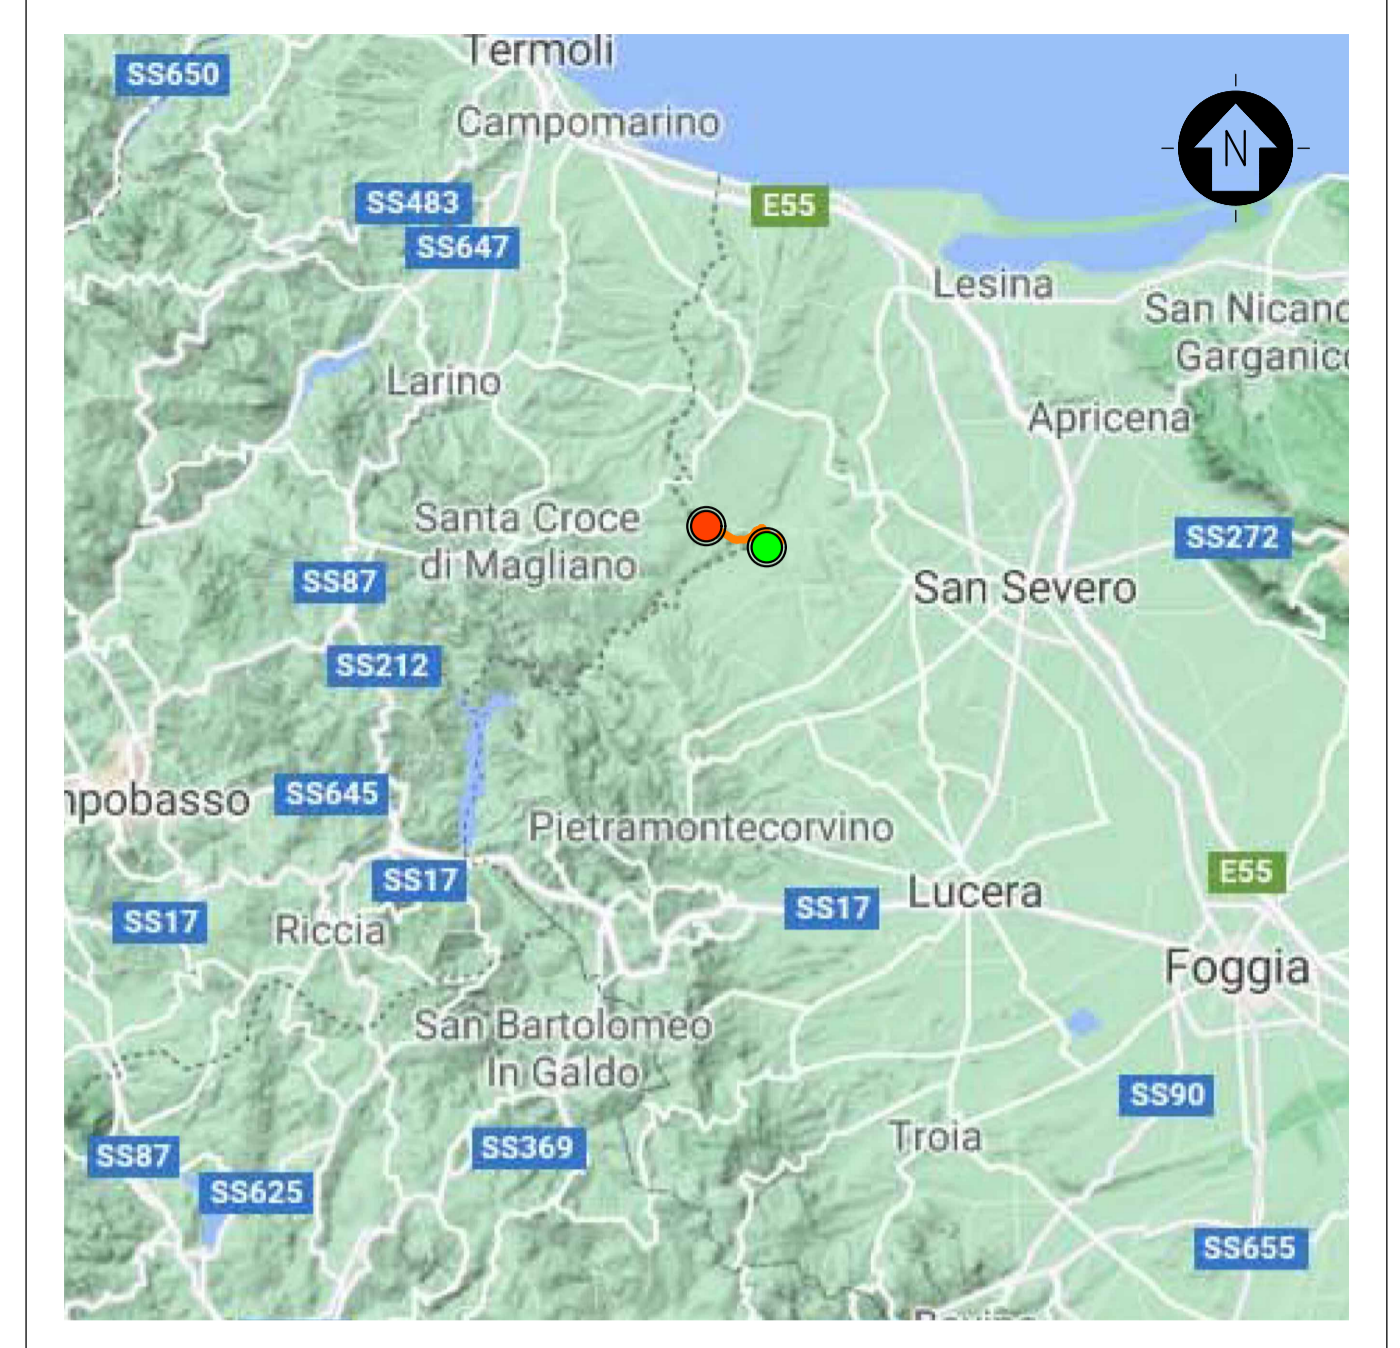 Termoli
SS650
Campomarino
N
SS483
E55
SS647
Lesina
San Nicand
Garganico
Larino
Apricena
Santa Croce
di Magliano
SS272
SS87
San Severo
SS212
mpobasso
SS645
Pietramontecorvino
SS17
E55
Lucera
SS17
SS17
Riccia
Foggia
San Bartolomeo
In Galdo
SS90
Troia
SS87
SS369
SS625
SS655